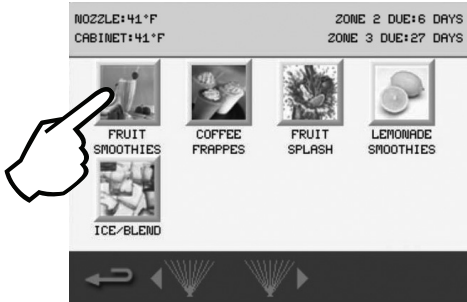 NOZZLE:41°F
CABINET:41°F
ZONE 2 DUE:6 DAYS
ZONE 3 DUE:27 DAYS
FRUIT
SMOOTHIES
COFFEE
FRAPPES
FRUIT
SPLASH
LEMONADE
SMOOTHIES
ICE/BLEND